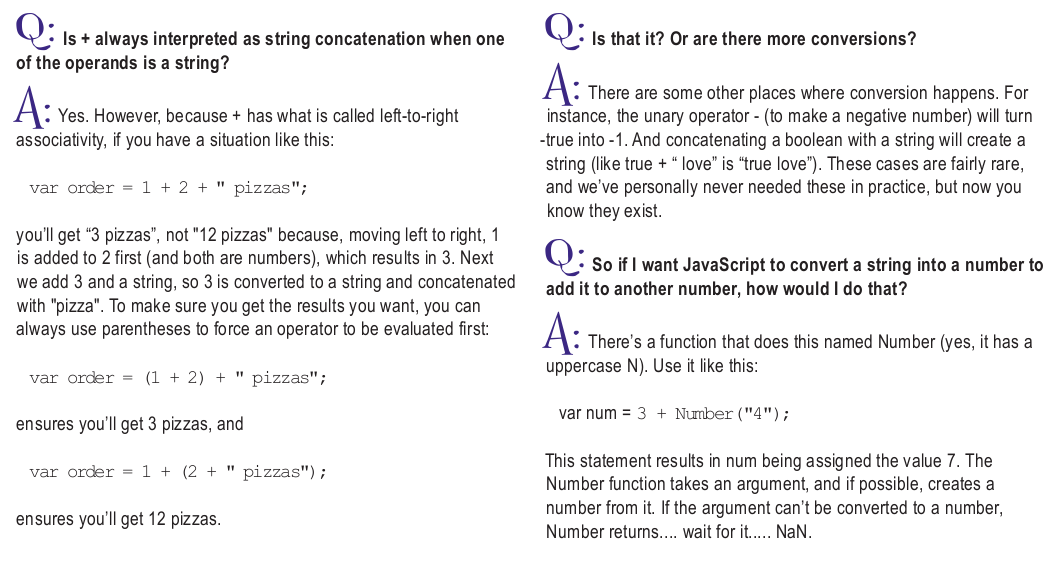 Q: Is + always interpreted as string concatenation when one
of the operands is a string?
A: Yes. However, because + has what is called left-to-right
associativity, if you have a situation like this:
var order = 1 + 2 + " pizzas";
you'll get “3 pizzas”, not "12 pizzas" because, moving left to right, 1
is added to 2 first (and both are numbers), which results in 3. Next
we add 3 and a string, so 3 is converted to a string and concatenated
with "pizza". To make sure you get the results you want, you can
always use parentheses to force an operator to be evaluated first:
var order = (1 + 2) + " pizzas";
ensures you'll get 3 pizzas, and
var order = 1 + (2 + " pizzas");
ensures you'll get 12 pizzas.
Q: Is that it? Or are there more conversions?
A: There are some other places where conversion happens. For
instance, the unary operator - (to make a negative number) will turn
-true into -1. And concatenating a boolean with a string will create a
string (like true + “ love” is “true love”). These cases are fairly rare,
and we've personally never needed these in practice, but now you
know they exist.
Q: So if I want JavaScript to convert a string into a number to
add it to another number, how would I do that?
A: There's a function that does this named Number (yes, it has a
uppercase N). Use it like this:
var num = 3 + Number("4");
This statement results in num being assigned the value 7. The
Number function takes an argument, and if possible, creates a
number from it. If the argument can't be converted to a number,
Number returns.... wait for it..... NaN.